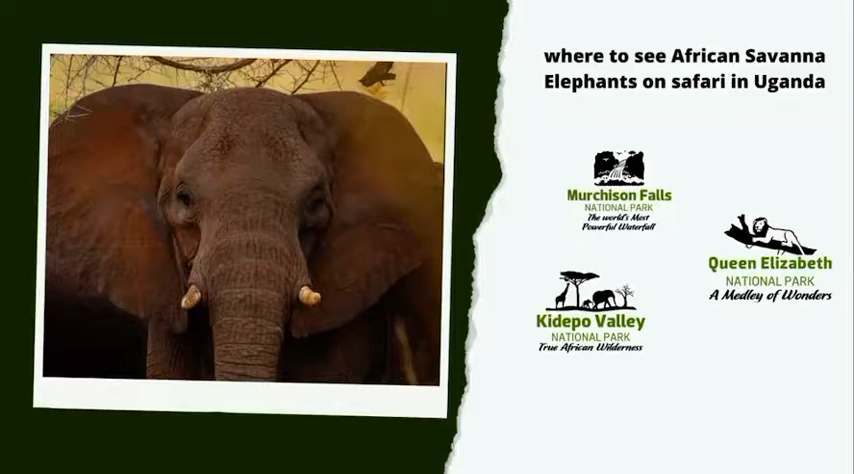 where to see African Savanna
Elephants on safari in Uganda
Murchison Falls
NATIONAL PARK
The world's Most
Powerful Waterfall
Queen Elizabeth
NATIONAL PARK
A Medley of Wonders
Kidepo Valley
NATIONAL PARK
True African Wilderness